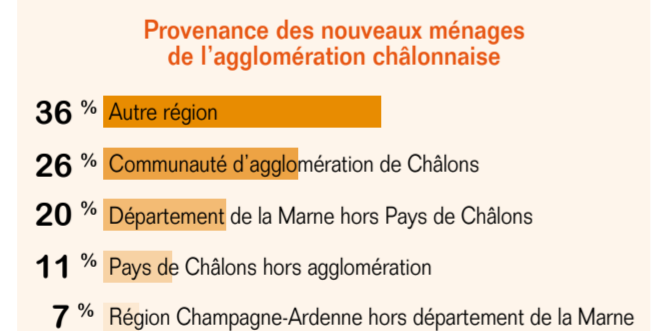 Provenance des nouveaux ménages
de l'agglomération châlonnaise
36 % Autre région
26 % Communauté d'agglomération de Châlons
20 % Département de la Marne hors Pays de Châlons
11 % Pays de Châlons hors agglomération
7 % Région Champagne-Ardenne hors département de la Marne